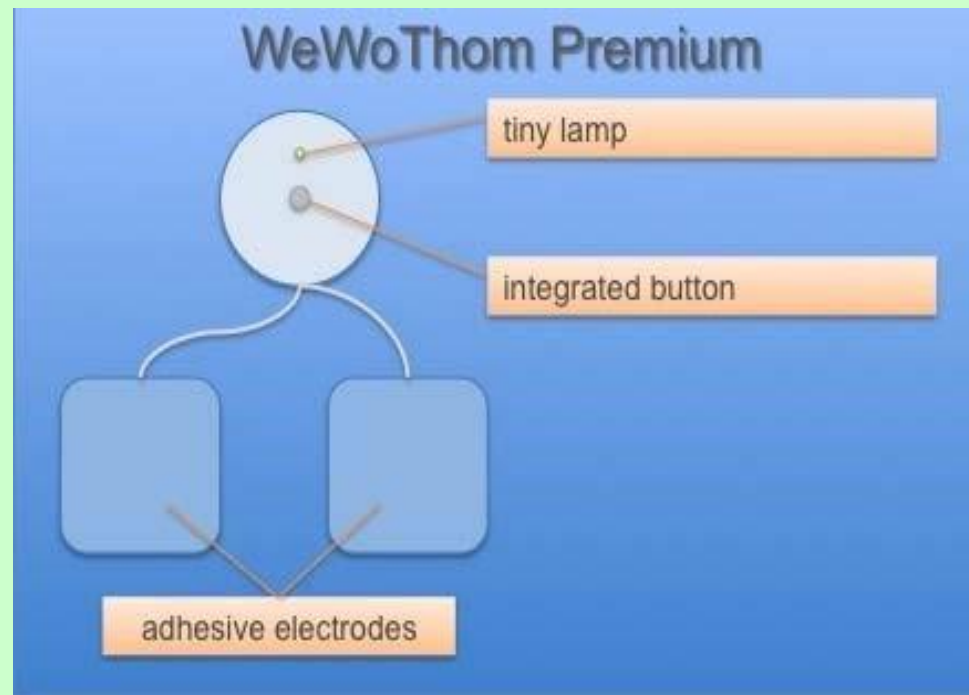 WeWoThom Premium
tiny lamp
integrated button
adhesive electrodes